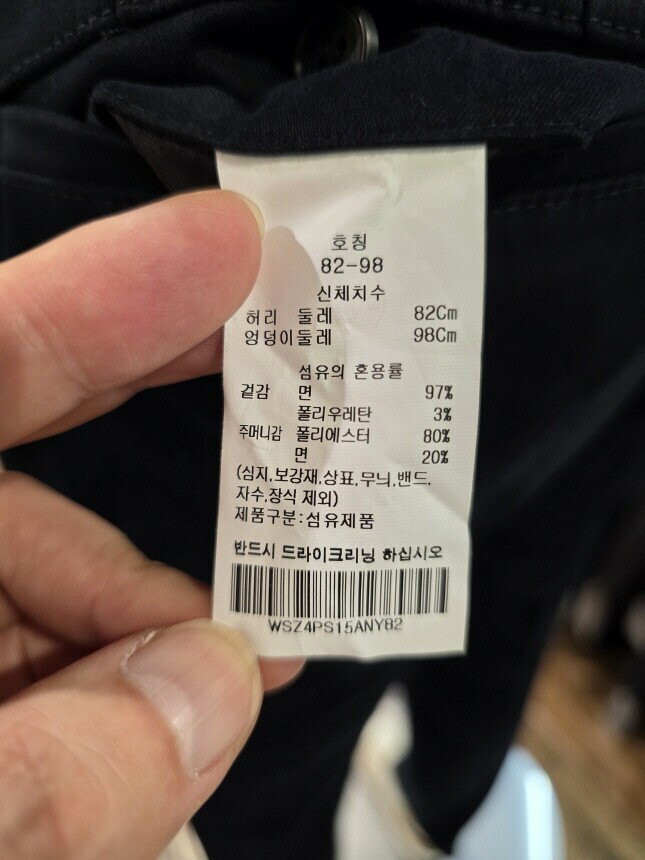 호칭
82-98
신체치수
허리 둘레 82Cm
엉덩이둘레 98Cm
섬유의 혼용률
겉감 면 97%
폴리우레탄 3%
주머니감 폴리에스터 80%
면 20%
(심지,보강재,상표,무늬,밴드,
자수,장식 제외)
제품구분:섬유제품
반드시 드라이크리닝 하십시오
WSZ4PS15ANY82